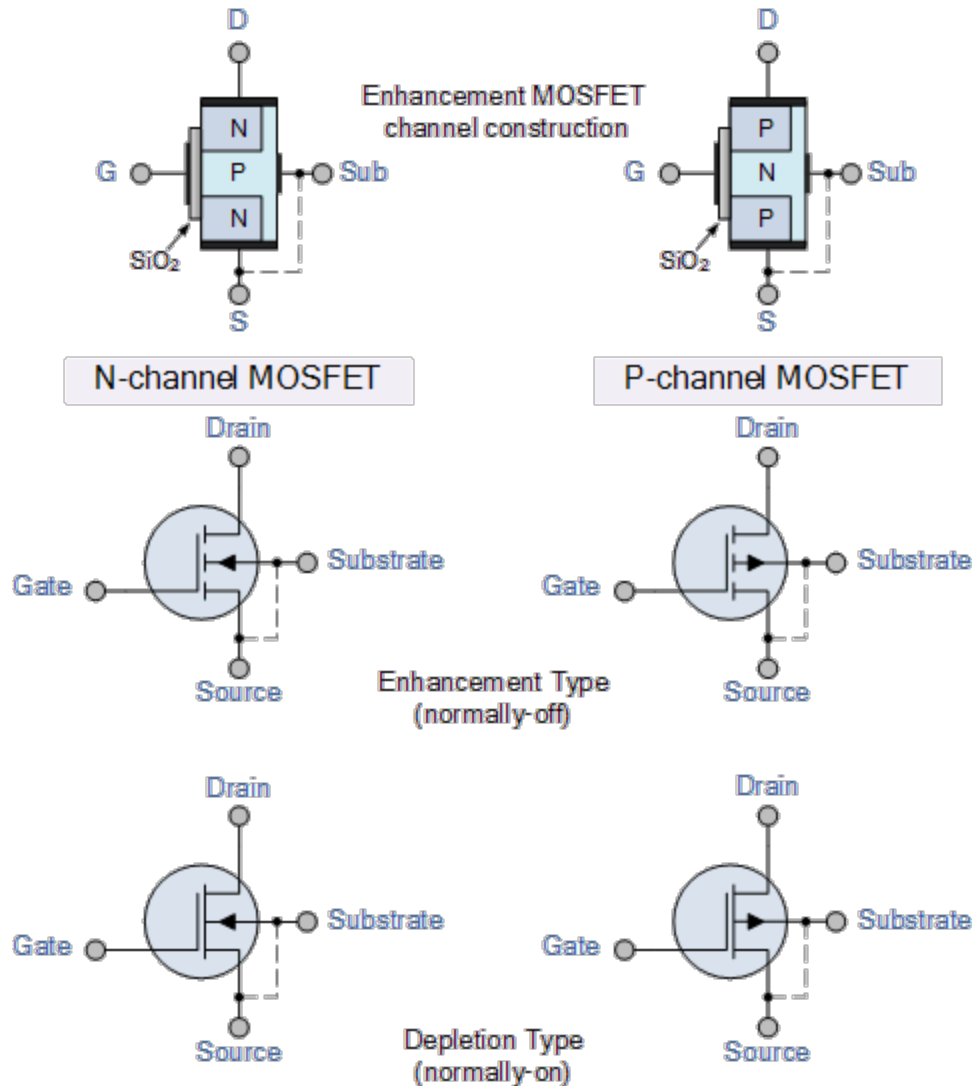 D
D
Enhancement MOSFET
channel construction
N
P
G
P
Sub
G
N
Sub
N
P
SiO₂
SiO₂
S
S
N-channel MOSFET
P-channel MOSFET
Drain
Drain
Gate
Substrate
Gate
Substrate
Source
Source
Enhancement Type
(normally-off)
Drain
Drain
Gate
Substrate
Gate
Substrate
Source
Source
Depletion Type
(normally-on)